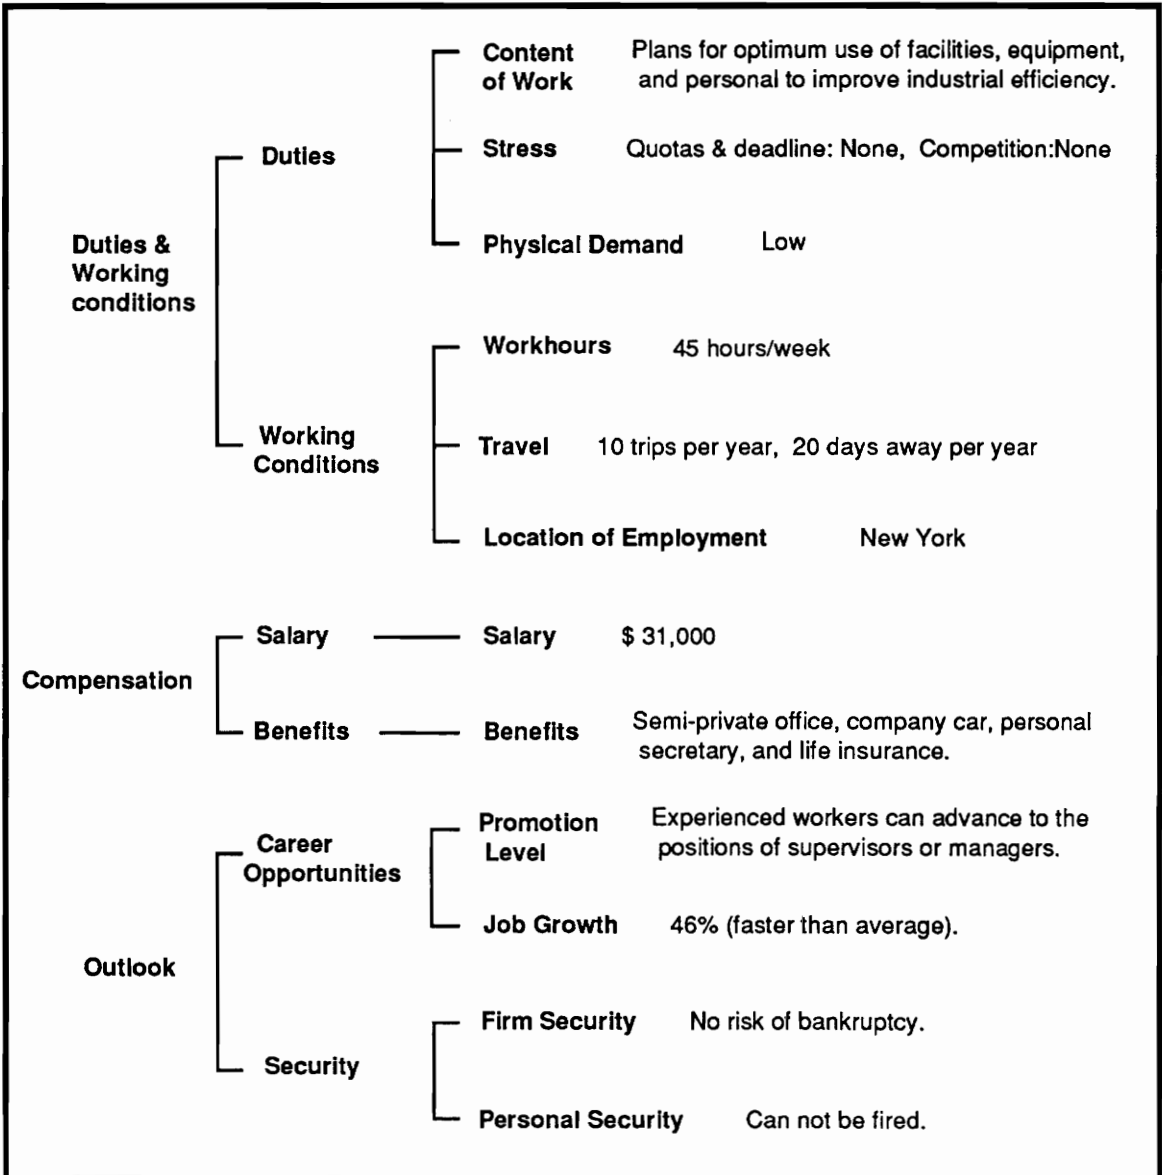 Content
of Work
Plans for optimum use of facilities, equipment,
and personal to improve industrial efficiency.
Duties
Stress
Quotas & deadline: None, Competition:None
Duties &
Working
conditions
Physical Demand
Low
Workhours
45 hours/week
Working
Conditions
Travel
10 trips per year, 20 days away per year
Location of Employment
New York
Compensation
Salary
Salary
$ 31,000
Benefits
Benefits
Semi-private office, company car, personal
secretary, and life insurance.
Career
Opportunities
Promotion
Level
Experienced workers can advance to the
positions of supervisors or managers.
Job Growth
46% (faster than average).
Outlook
Firm Security
No risk of bankruptcy.
Security
Personal Security
Can not be fired.